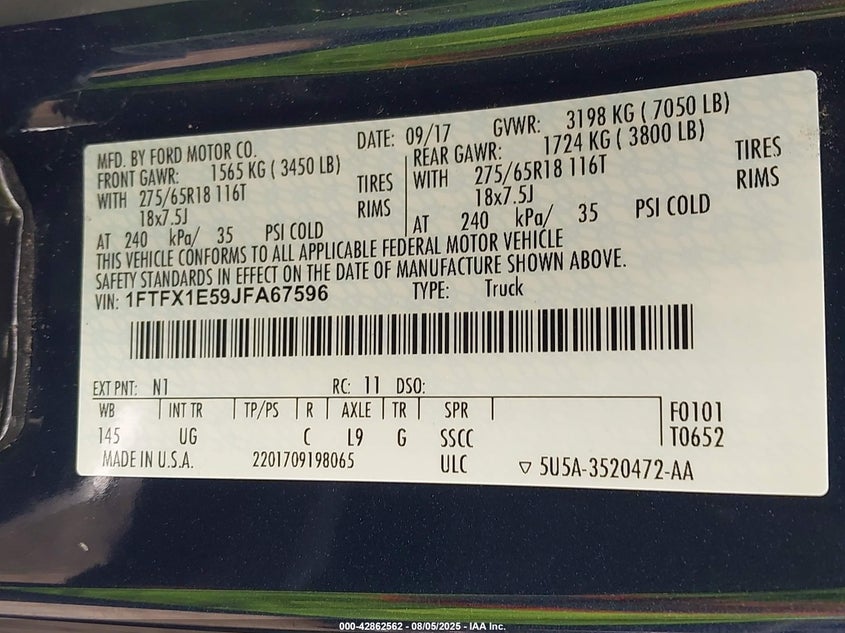 MFD. BY FORD MOTOR CO. DATE: 09/17 GVWR: 3198 KG ( 7050 LB)
FRONT GAWR: 1565 KG ( 3450 LB) REAR GAWR: 1724 KG ( 3800 LB)
WITH 275/65R18 116T TIRES WITH 275/65R18 116T TIRES
18x7.5J RIMS 18x7.5J RIMS
AT 240 kPa/ 35 PSI COLD AT 240 kPa/ 35 PSI COLD
THIS VEHICLE CONFORMS TO ALL APPLICABLE FEDERAL MOTOR VEHICLE
SAFETY STANDARDS IN EFFECT ON THE DATE OF MANUFACTURE SHOWN ABOVE.
VIN: 1FTFX1E59JFA67596 TYPE: Truck
EXT PNT: N1 RC: 11 DSO:
WB INT TR TP/PS R AXLE TR SPR F0101
145 UG C L9 G SSCC T0652
MADE IN U.S.A. 2201709198065 ULC ▽ 5U5A-3520472-AA
000-42862562 - 08/05/2025 - IAA Inc.